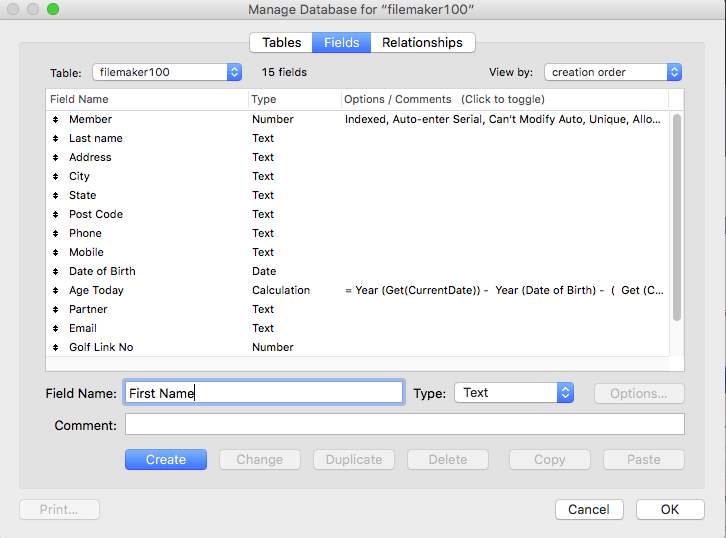 Manage Database for “filemaker100”
Tables Fields Relationships
Table: filemaker100 15 fields View by: creation order
Field Name Type Options / Comments (Click to toggle)
Member Number Indexed, Auto-enter Serial, Can't Modify Auto, Unique, Allo...
Last name Text
Address Text
City Text
State Text
Post Code Text
Phone Text
Mobile Text
Date of Birth Date
Age Today Calculation = Year (Get(CurrentDate)) - Year (Date of Birth) - ( Get (C...
Partner Text
Email Text
Golf Link No Number
Field Name: First Name Type: Text Options...
Comment:
Create Change Duplicate Delete Copy Paste
Print... Cancel OK